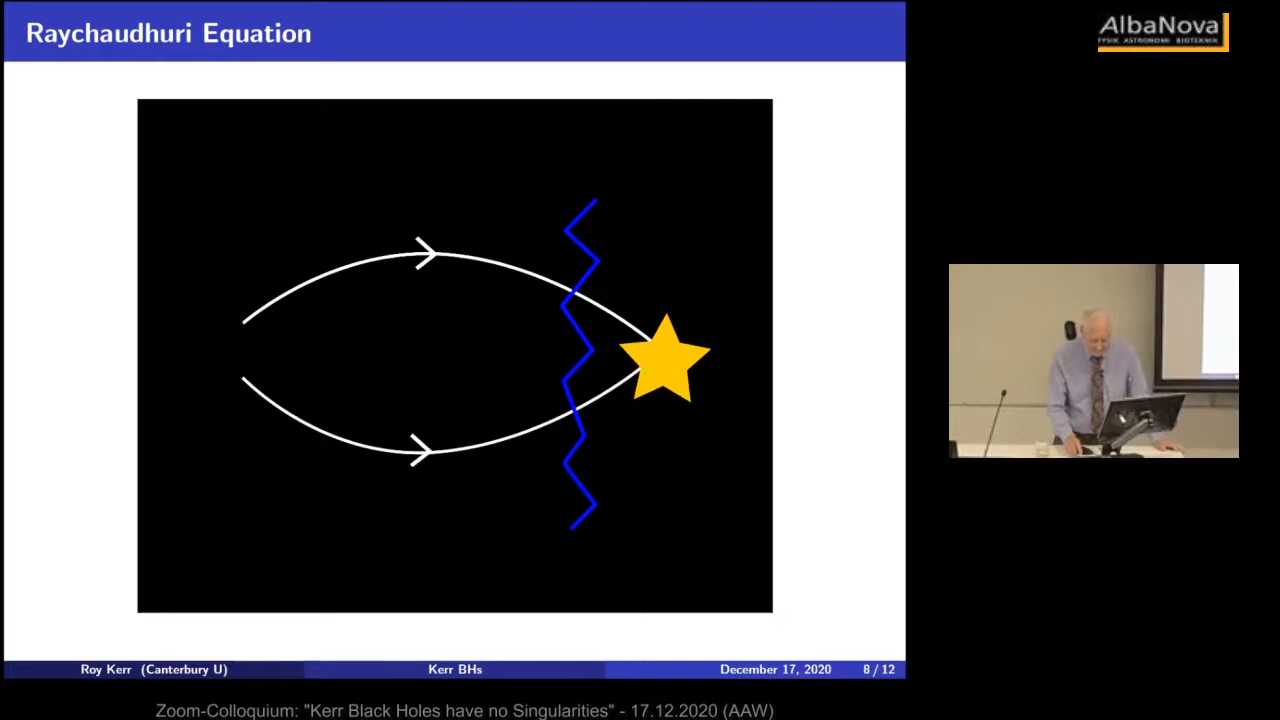 Raychaudhuri Equation
AlbaNova
FYSIK ASTRONOMI BIOTEKNIK
Roy Kerr (Canterbury U)
Kerr BHs
December 17, 2020
8 / 12
Zoom-Colloquium: "Kerr Black Holes have no Singularities" - 17.12.2020 (AAW)